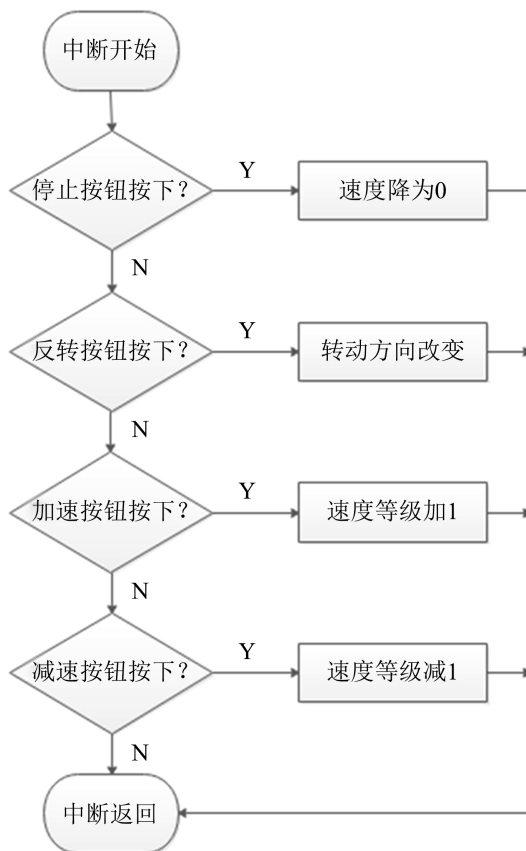 中断开始
停止按钮按下?
Y
速度降为0
N
反转按钮按下?
Y
转动方向改变
N
加速按钮按下?
Y
速度等级加1
N
减速按钮按下?
Y
速度等级减1
N
中断返回